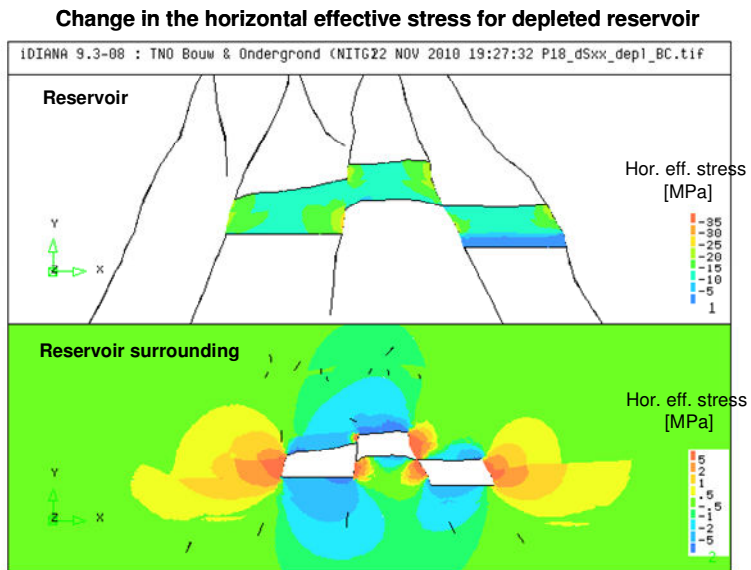 Change in the horizontal effective stress for depleted reservoir
iDIANA 9.3-08 : TNO Bouw & Ondergrond (NITG22 NOV 2010 19:27:32 P18_dSxx_depl_BC.tif
Reservoir
Hor. eff. stress
[MPa]
-35
-30
-25
-20
-15
-10
-5
1
Y
Z
X
Reservoir surrounding
Hor. eff. stress
[MPa]
5
2
1
.5
-.5
-1
-2
-5
2
Y
Z
X